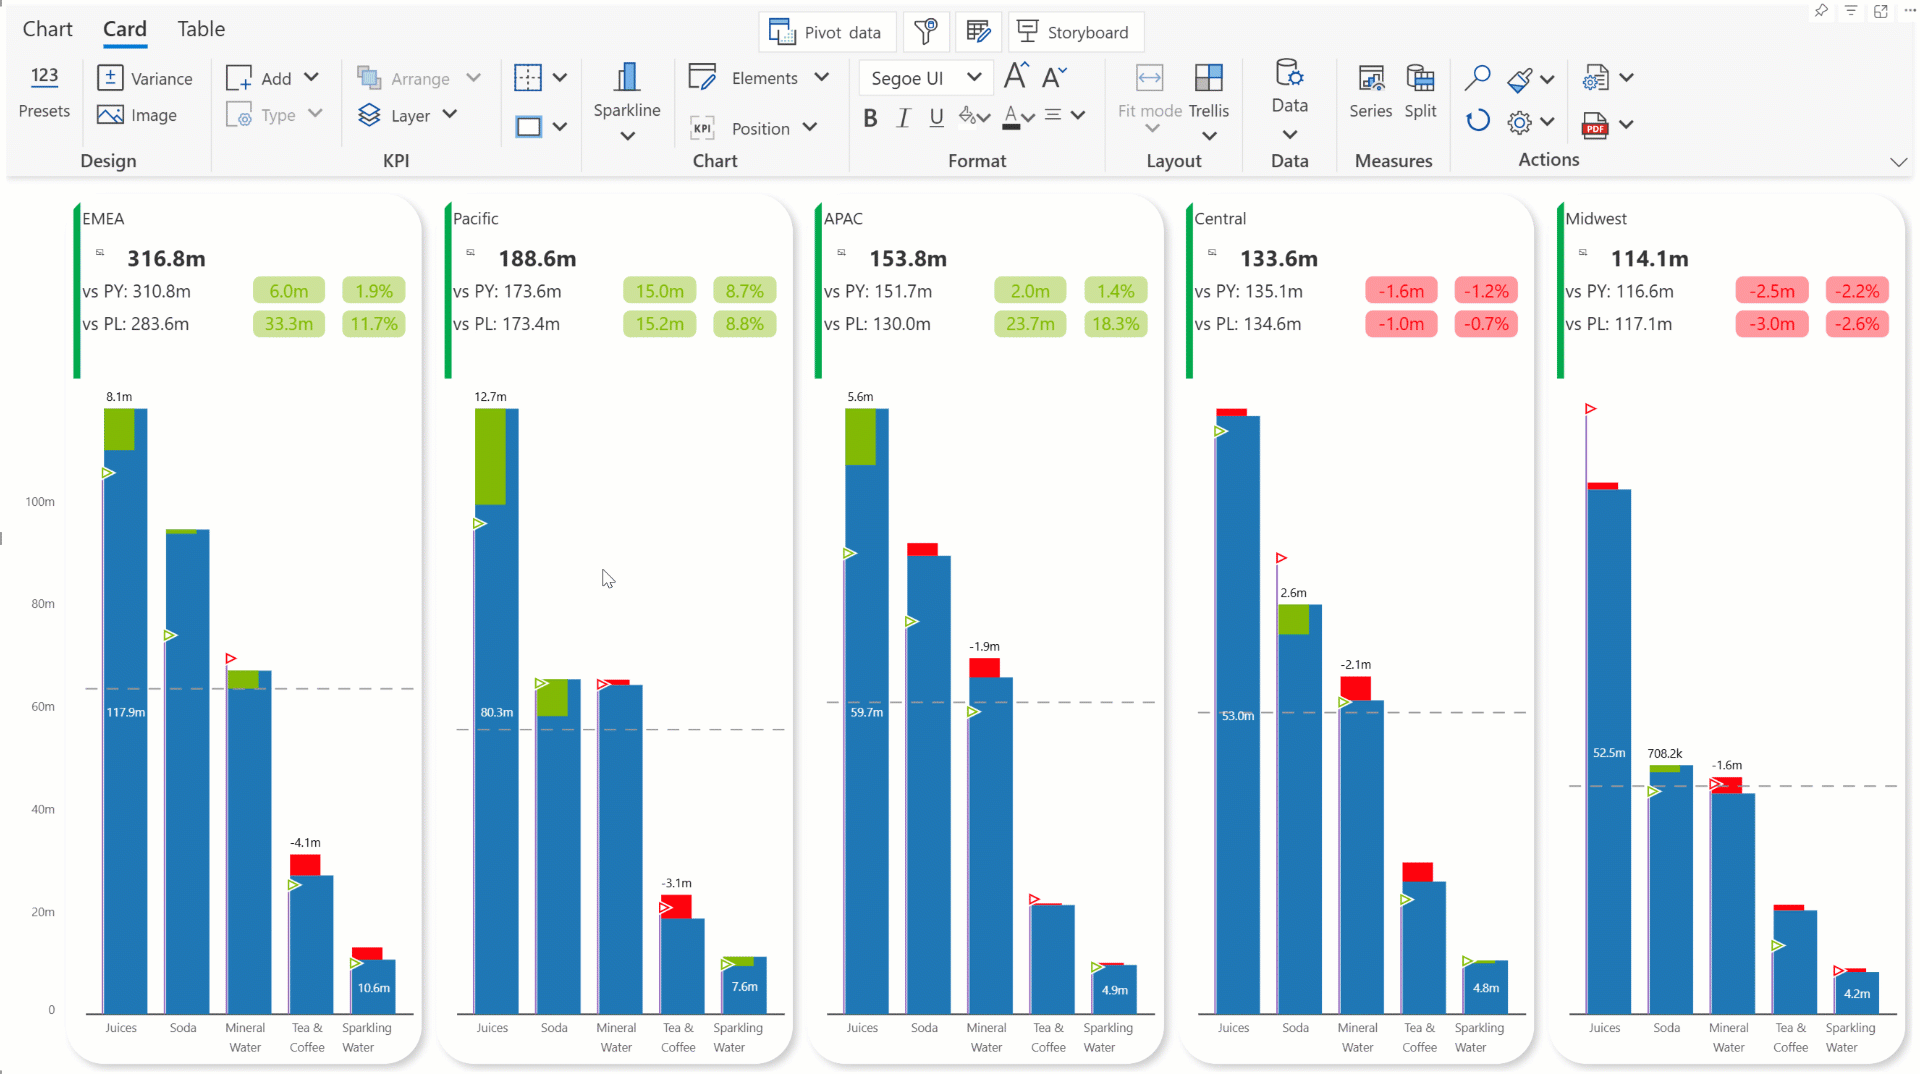 Chart Card Table
Pivot data Storyboard
123
Presets
Variance
Image
Design
Add
Type
Arrange
Layer
KPI
Sparkline
Elements
KPI Position
Chart
Segoe UI A A
B I U A
Format
Fit mode Trellis
Layout
Data
Data
Series Split
Measures
PDF
Actions
EMEA
316.8m
vs PY: 310.8m 6.0m 1.9%
vs PL: 283.6m 33.3m 11.7%
Pacific
188.6m
vs PY: 173.6m 15.0m 8.7%
vs PL: 173.4m 15.2m 8.8%
APAC
153.8m
vs PY: 151.7m 2.0m 1.4%
vs PL: 130.0m 23.7m 18.3%
Central
133.6m
vs PY: 135.1m -1.6m -1.2%
vs PL: 134.6m -1.0m -0.7%
Midwest
114.1m
vs PY: 116.6m -2.5m -2.2%
vs PL: 117.1m -3.0m -2.6%
100m
80m
60m
40m
20m
0
8.1m
117.9m
-4.1m
10.6m
Juices Soda Mineral Water Tea & Coffee Sparkling Water
12.7m
80.3m
-3.1m
7.6m
Juices Soda Mineral Water Tea & Coffee Sparkling Water
5.6m
-1.9m
59.7m
4.9m
Juices Soda Mineral Water Tea & Coffee Sparkling Water
2.6m
-2.1m
53.0m
4.8m
Juices Soda Mineral Water Tea & Coffee Sparkling Water
52.5m
708.2k
-1.6m
4.2m
Juices Soda Mineral Water Tea & Coffee Sparkling Water